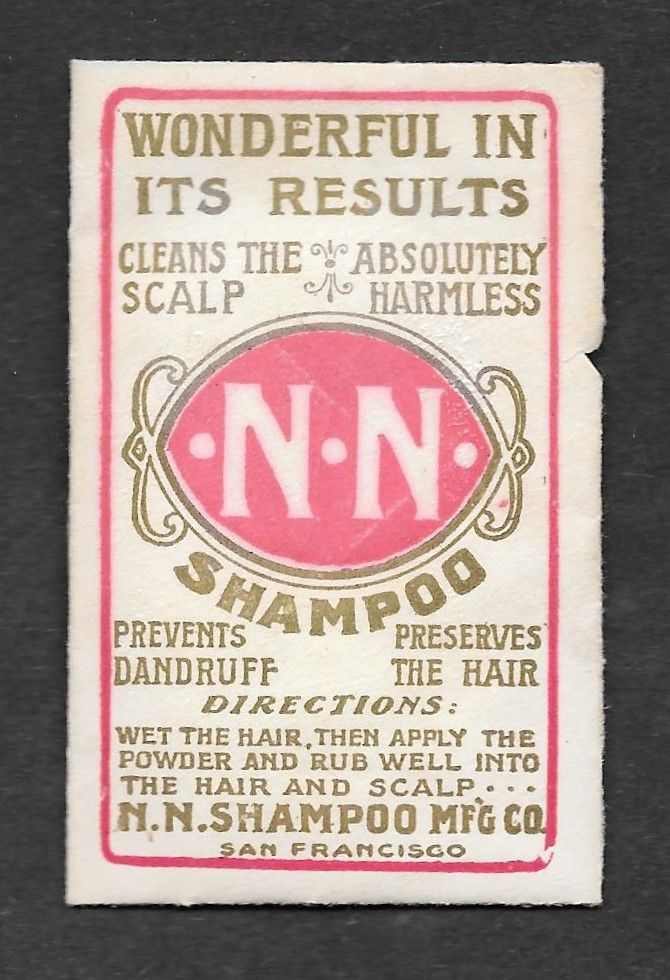 WONDERFUL IN
ITS RESULTS
CLEANS THE ABSOLUTELY
SCALP HARMLESS
·N·N·
SHAMPOO
PREVENTS PRESERVES
DANDRUFF THE HAIR
DIRECTIONS:
WET THE HAIR, THEN APPLY THE
POWDER AND RUB WELL INTO
THE HAIR AND SCALP...
N.N. SHAMPOO MF'G CO.
SAN FRANCISCO